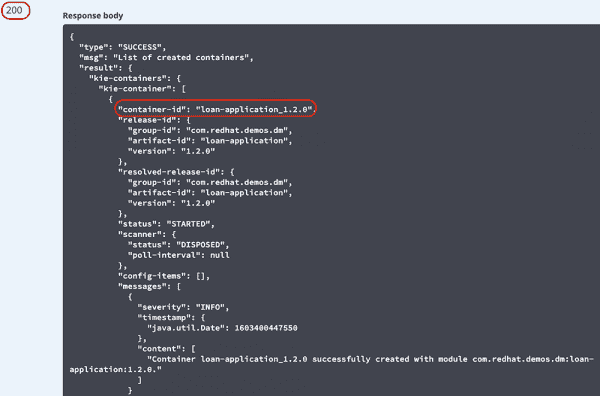 200
Response body
{
"type": "SUCCESS",
"msg": "List of created containers",
"result": {
"kie-containers": {
"kie-container": [
{
"container-id": "loan-application_1.2.0",
"release-id": {
"group-id": "com.redhat.demos.dm",
"artifact-id": "loan-application",
"version": "1.2.0"
},
"resolved-release-id": {
"group-id": "com.redhat.demos.dm",
"artifact-id": "loan-application",
"version": "1.2.0"
},
"status": "STARTED",
"scanner": {
"status": "DISPOSED",
"poll-interval": null
},
"config-items": [],
"messages": [
{
"severity": "INFO",
"timestamp": {
"java.util.Date": 1603400447550
},
"content": [
"Container loan-application_1.2.0 successfully created with module com.redhat.demos.dm:loan-
application:1.2.0."
]
}